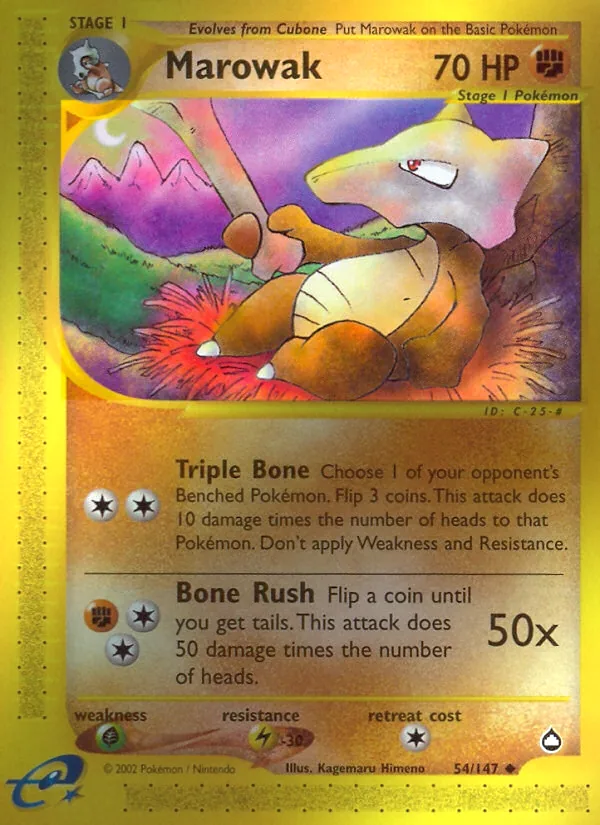 STAGE 1
Evolves from Cubone Put Marowak on the Basic Pokémon
Marowak 70 HP
Stage 1 Pokémon
ID: C-25-#
Triple Bone Choose 1 of your opponent's
Benched Pokémon. Flip 3 coins. This attack does
10 damage times the number of heads to that
Pokémon. Don't apply Weakness and Resistance.
Bone Rush Flip a coin until
you get tails. This attack does
50 damage times the number
of heads.
50x
weakness resistance retreat cost
-30
© 2002 Pokémon / Nintendo Illus. Kagemaru Himeno 54/147
e